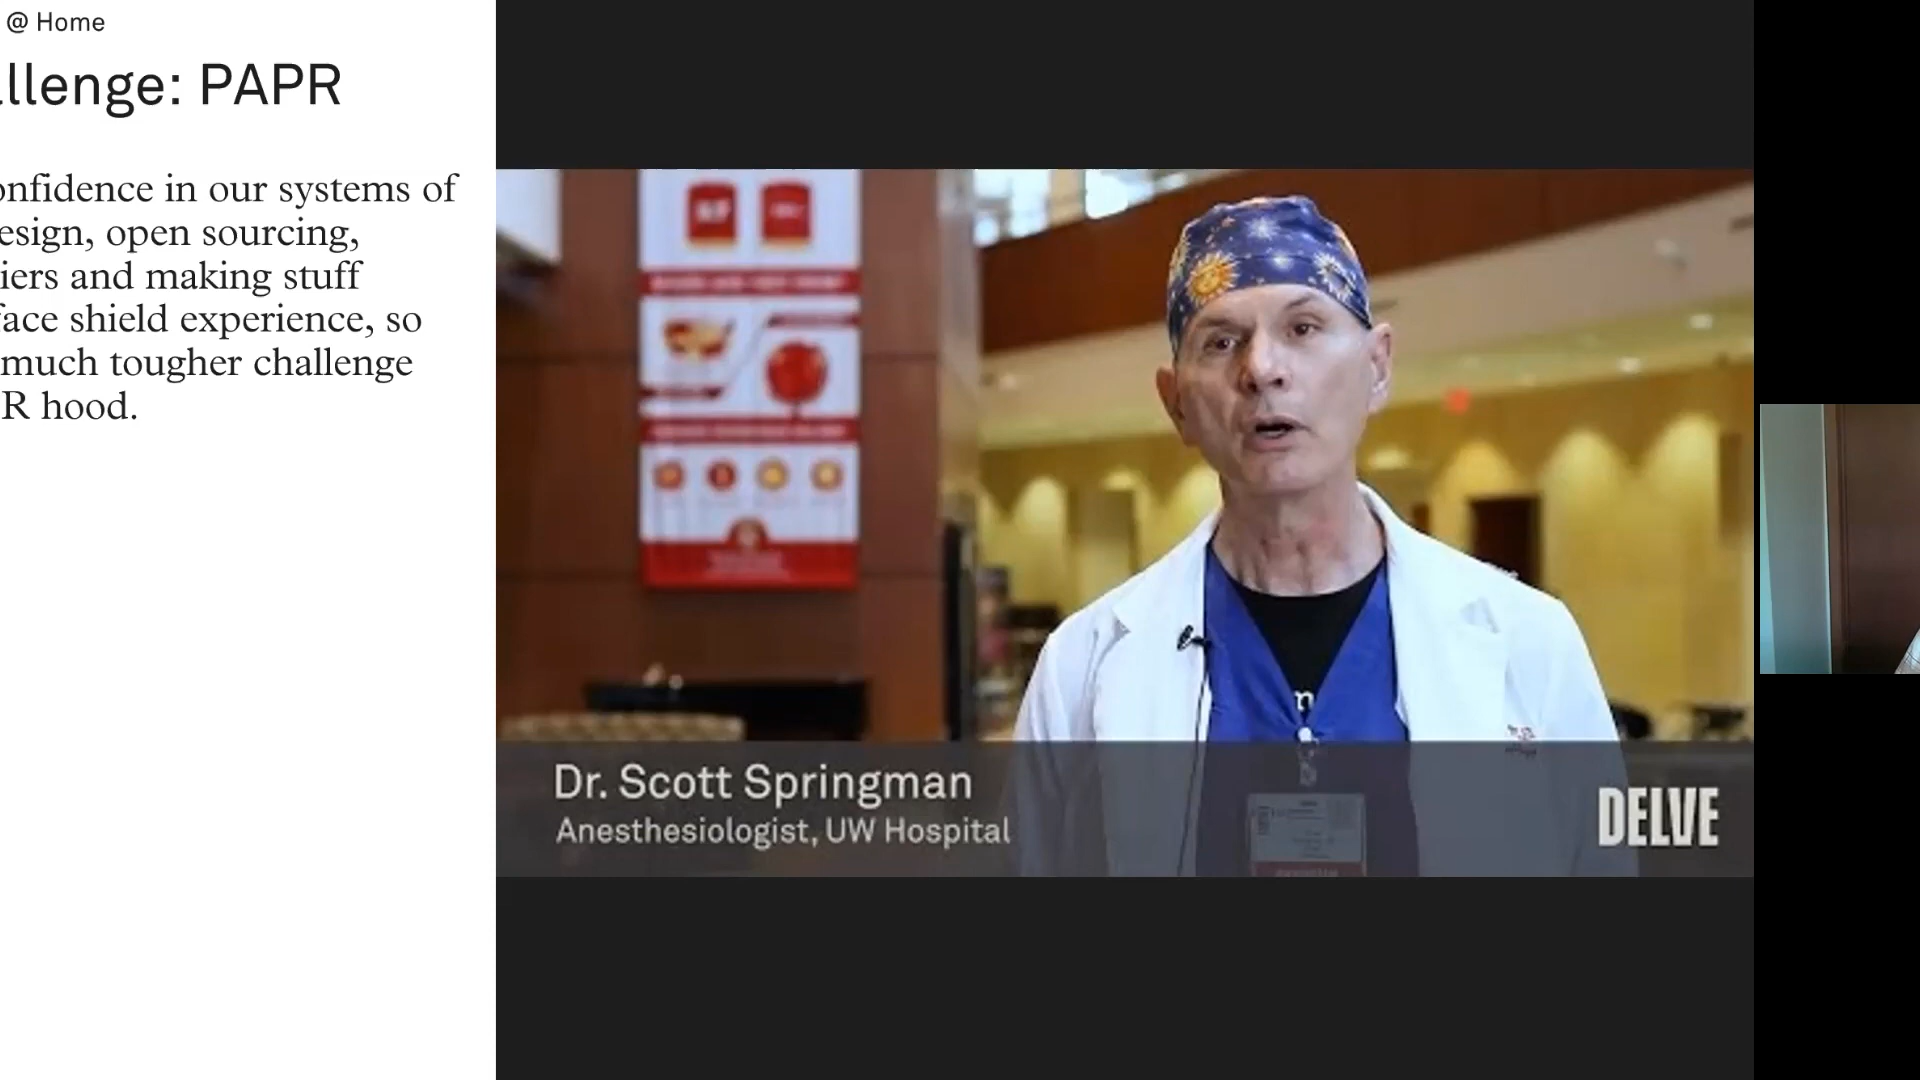 @ Home
llenge: PAPR
onfidence in our systems of
esign, open sourcing,
iers and making stuff
face shield experience, so
much tougher challenge
R hood.
Dr. Scott Springman
Anesthesiologist, UW Hospital
DELVE